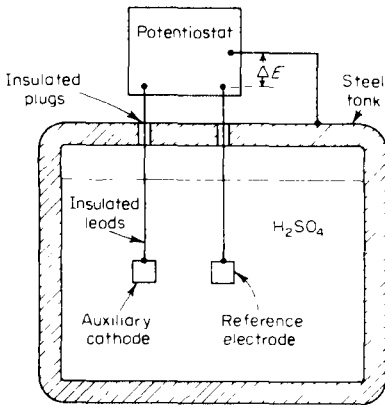 Potentiostat
ΔE
Insulated
plugs
Steel
tank
Insulated
leads
H₂SO₄
Auxiliary
cathode
Reference
electrode